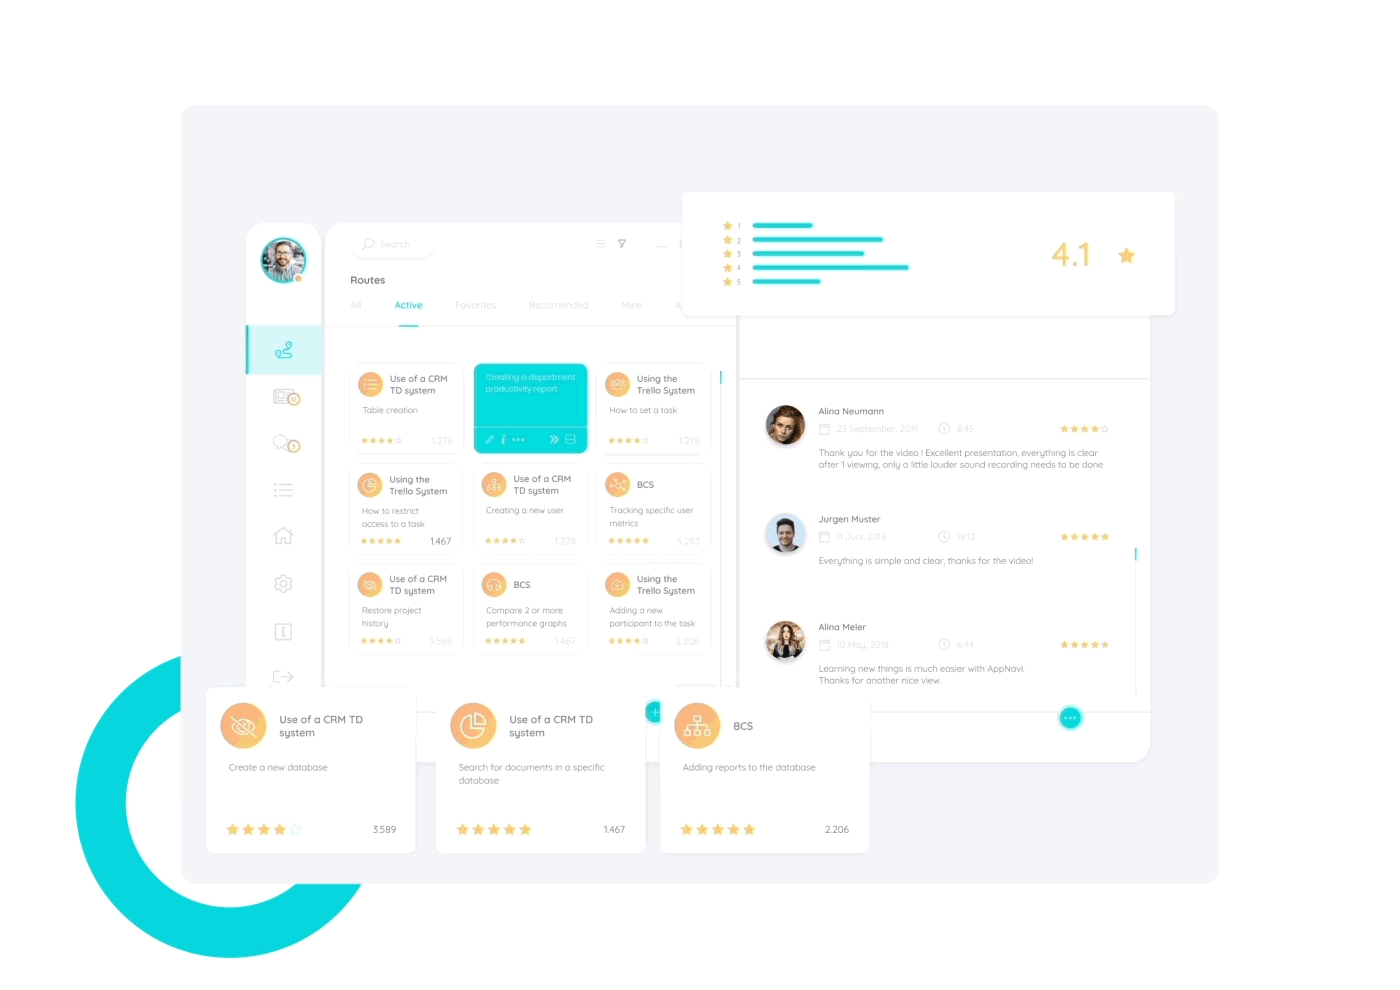 Search
Routes
All Active Favorites Recomended Mine
1
2
3
4
5
4.1
Use of a CRM
TD system
Table creation
1.278
Creating a department
productivity report
Using the
Trello System
How to set a task
1.278
Using the
Trello System
How to restrict
access to a task
1,467
Use of a CRM
TD system
Creating a new user
1.278
BCS
Tracking specific user
metrics
5.283
Use of a CRM
TD system
Restore project
history
3.589
BCS
Compare 2 or more
performance graphs
1.467
Using the
Trello System
Adding a new
participant to the task
2.206
12
3
Alina Neumann
23 September, 2019 8:45
Thank you for the video ! Excellent presentation, everything is clear
after 1 viewing, only a little louder sound recording needs to be done
Jurgen Muster
11 Juni, 2019 19:12
Everything is simple and clear, thanks for the video!
Alina Meler
10 May, 2018 6:44
Learning new things is much easier with AppNavi.
Thanks for another nice view.
Use of a CRM TD
system
Create a new database
3.589
Use of a CRM TD
system
Search for documents in a specific
database
1.467
BCS
Adding reports to the database
2.206